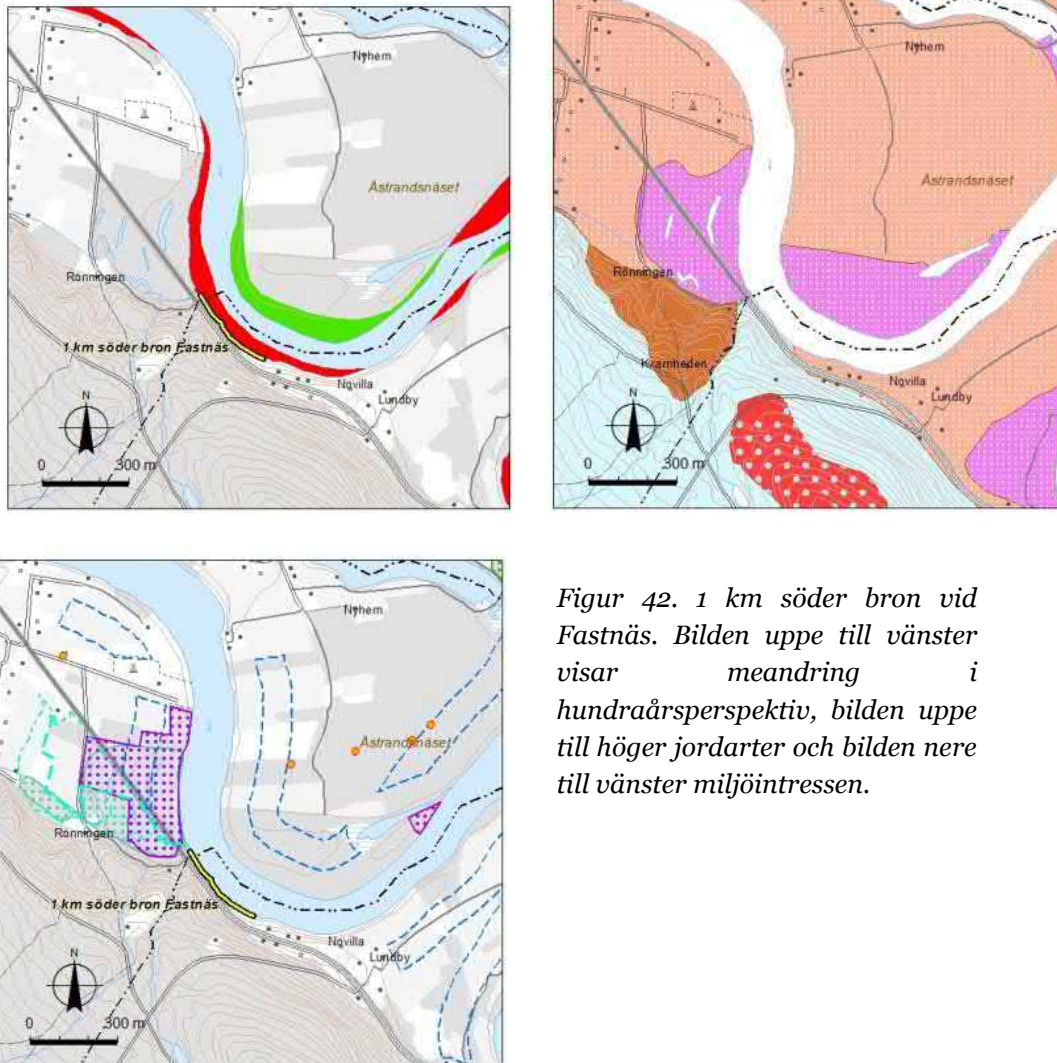 Nyhem
Åstrandsnäset
Rönningen
1 km söder bron Fastnäs
Novilla
Lundby
N
0 300 m
Nyhem
Åstrandsnäset
Rönningen
Kramheden
Novilla
Lundby
N
0 300 m
Nyhem
Åstrandsnäset
Rönningen
1 km söder bron Fastnäs
Novilla
Lundby
N
0 300 m
Figur 42. 1 km söder bron vid
Fastnäs. Bilden uppe till vänster
visar meandring i
hundraårsperspektiv, bilden uppe
till höger jordarter och bilden nere
till vänster miljöintressen.